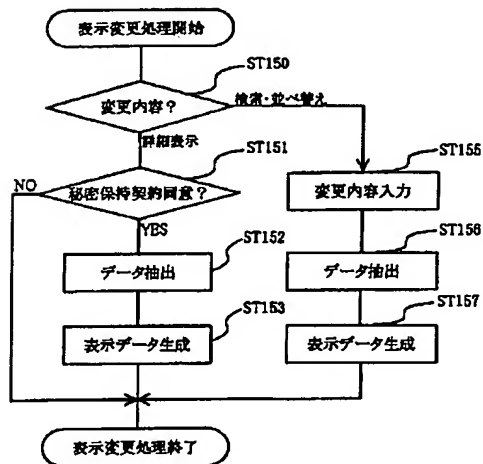 表示変更処理開始
ST150
変更内容？
検索・並べ替え
詳細表示
ST151
ST155
NO
秘密保持契約同意？
変更内容入力
YES
ST152
ST156
データ抽出
データ抽出
ST153
ST157
表示データ生成
表示データ生成
表示変更処理終了